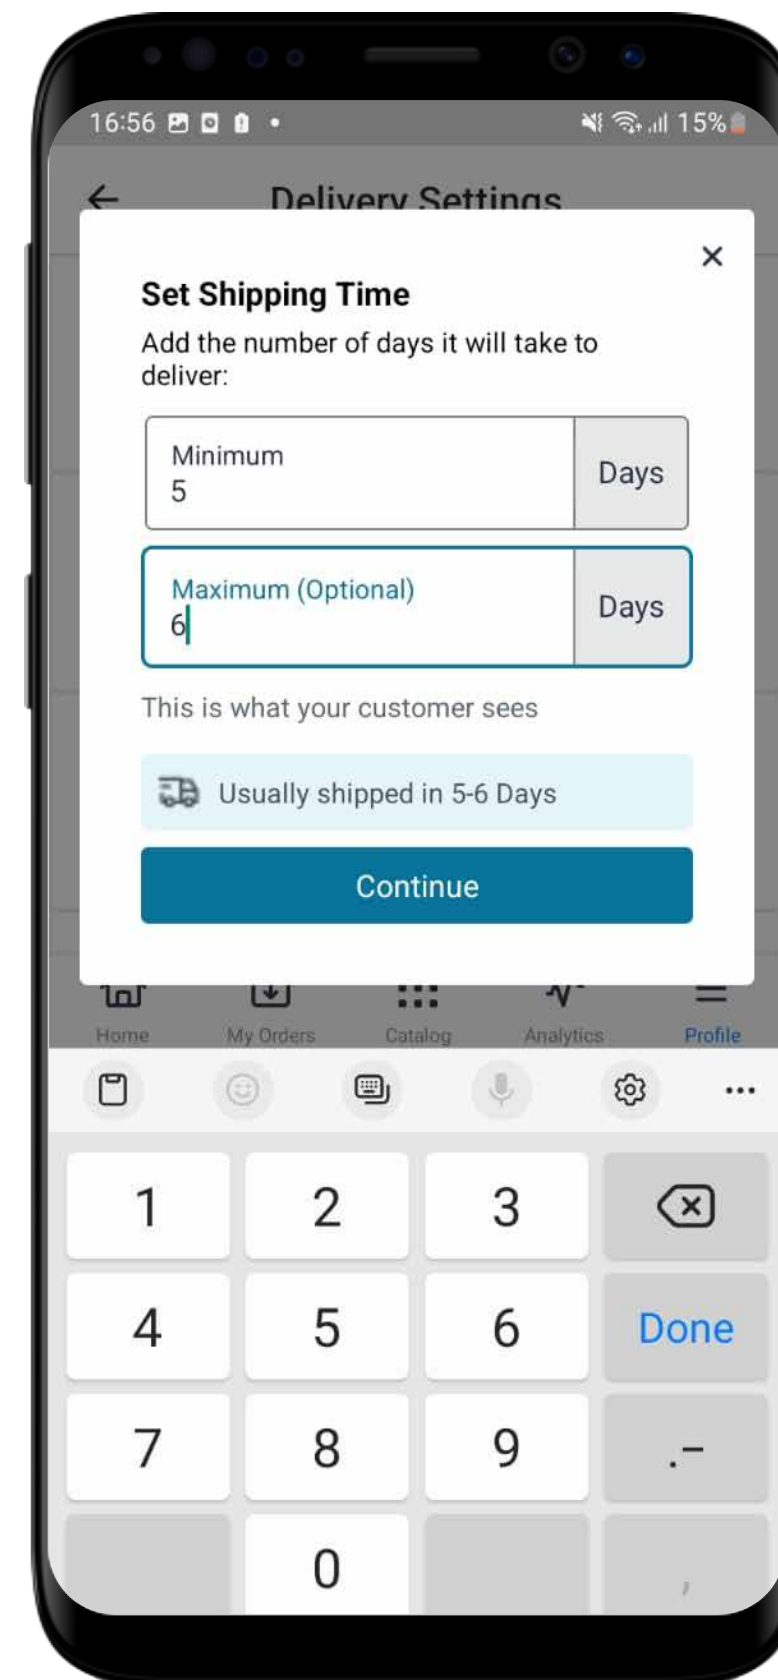 16:56
15%
Delivery Settings
Set Shipping Time
Add the number of days it will take to
deliver:
Minimum
5
Days
Maximum (Optional)
6
Days
This is what your customer sees
Usually shipped in 5-6 Days
Continue
Home My Orders Catalog Analytics Profile
1 2 3
4 5 6 Done
7 8 9 .-
0 ,